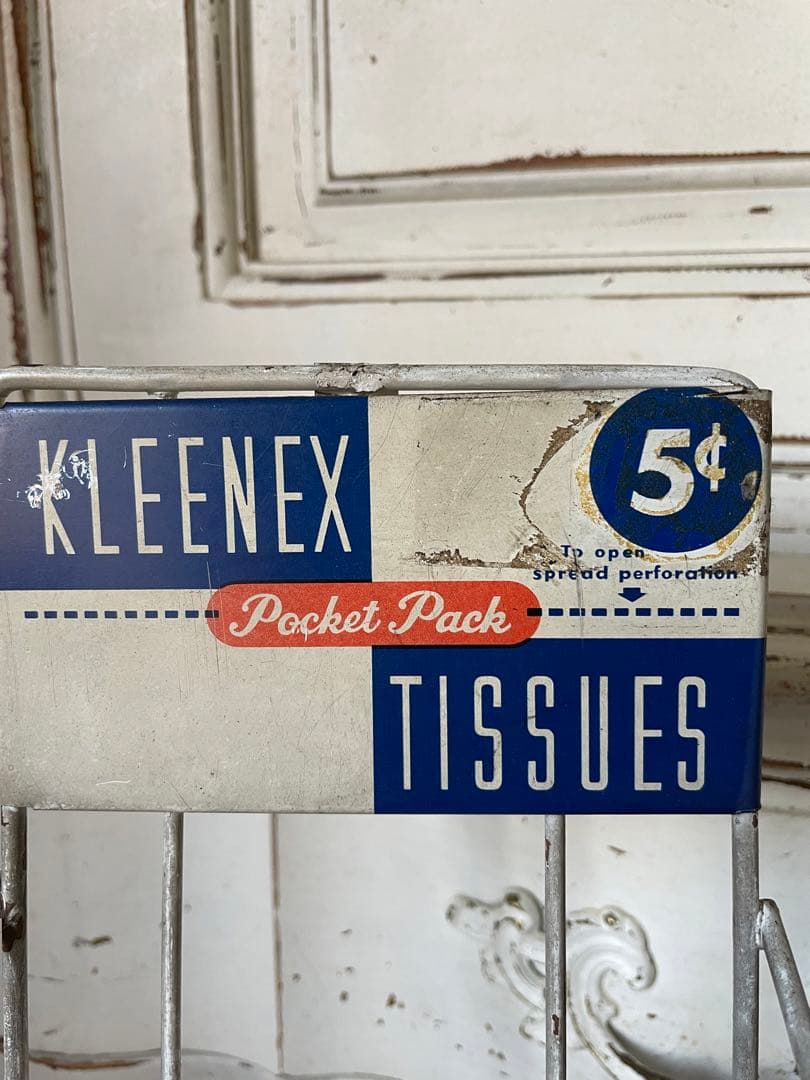 KLEENEX
5¢
To open
spread perforation
Pocket Pack
TISSUES